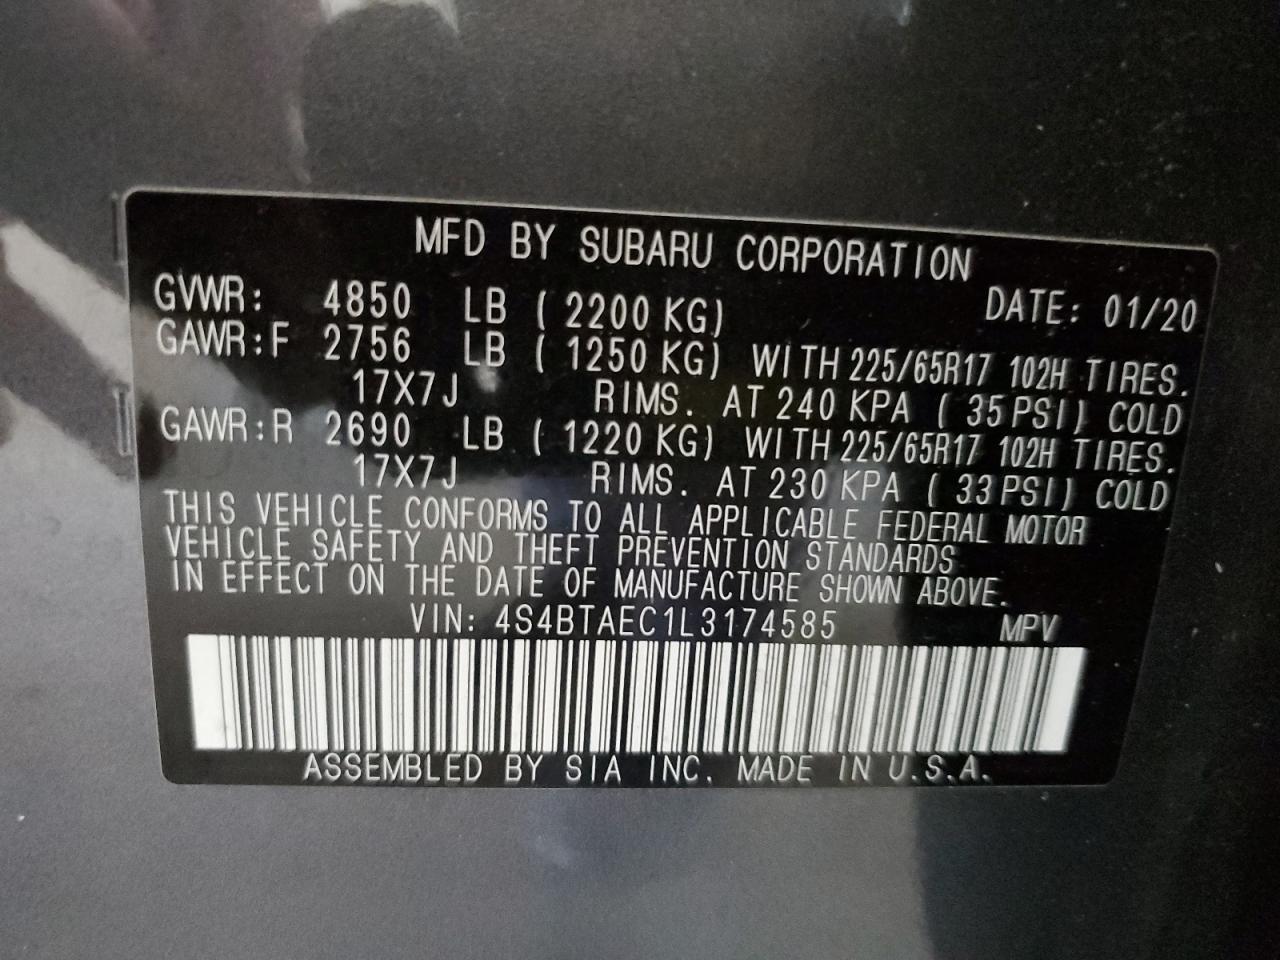 MFD BY SUBARU CORPORATION
GVWR: 4850 LB ( 2200 KG) DATE: 01/20
GAWR:F 2756 LB ( 1250 KG) WITH 225/65R17 102H TIRES.
17X7J RIMS. AT 240 KPA ( 35 PSI) COLD
GAWR:R 2690 LB ( 1220 KG) WITH 225/65R17 102H TIRES.
17X7J RIMS. AT 230 KPA ( 33 PSI) COLD
THIS VEHICLE CONFORMS TO ALL APPLICABLE FEDERAL MOTOR
VEHICLE SAFETY AND THEFT PREVENTION STANDARDS
IN EFFECT ON THE DATE OF MANUFACTURE SHOWN ABOVE.
VIN: 4S4BTAEC1L3174585 MPV
ASSEMBLED BY SIA INC. MADE IN U.S.A.